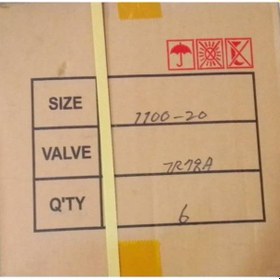 SIZE 1100-20
VALVE TR78A
Q'TY 6